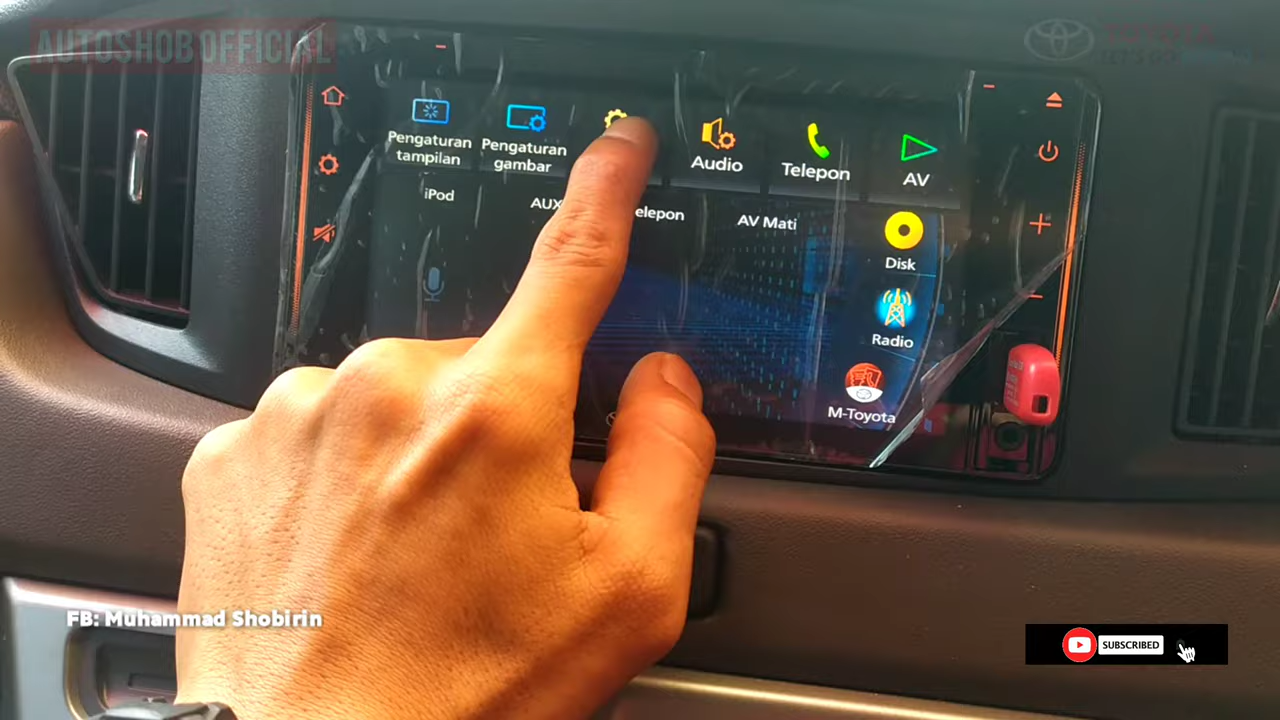 AUTOSHOB OFFICIAL
TOYOTA
Pengaturan
tampilan
Pengaturan
gambar
Audio
Telepon
AV
iPod
AUX
elepon
AV Mati
Disk
Radio
M-Toyota
FB: Muhammad Shobirin
SUBSCRIBED